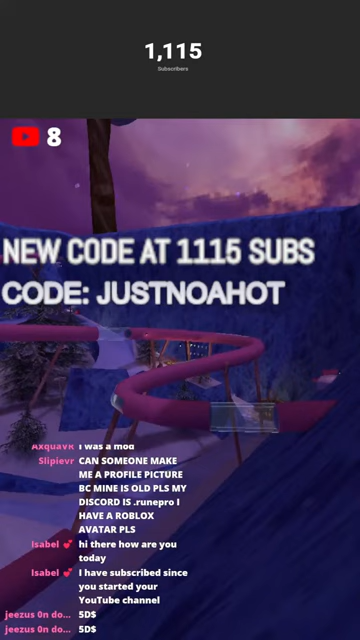 1,115
Subscribers
8
NEW CODE AT 1115 SUBS
CODE: JUSTNOAHOT
AxquaVR I was a mod
Slipievr CAN SOMEONE MAKE
ME A PROFILE PICTURE
BC MINE IS OLD PLS MY
DISCORD IS .runepro I
HAVE A ROBLOX
AVATAR PLS
Isabel 💕 hi there how are you
today
Isabel 💕 I have subscribed since
you started your
YouTube channel
jeezus 0n do... 5D$
jeezus 0n do... 5D$